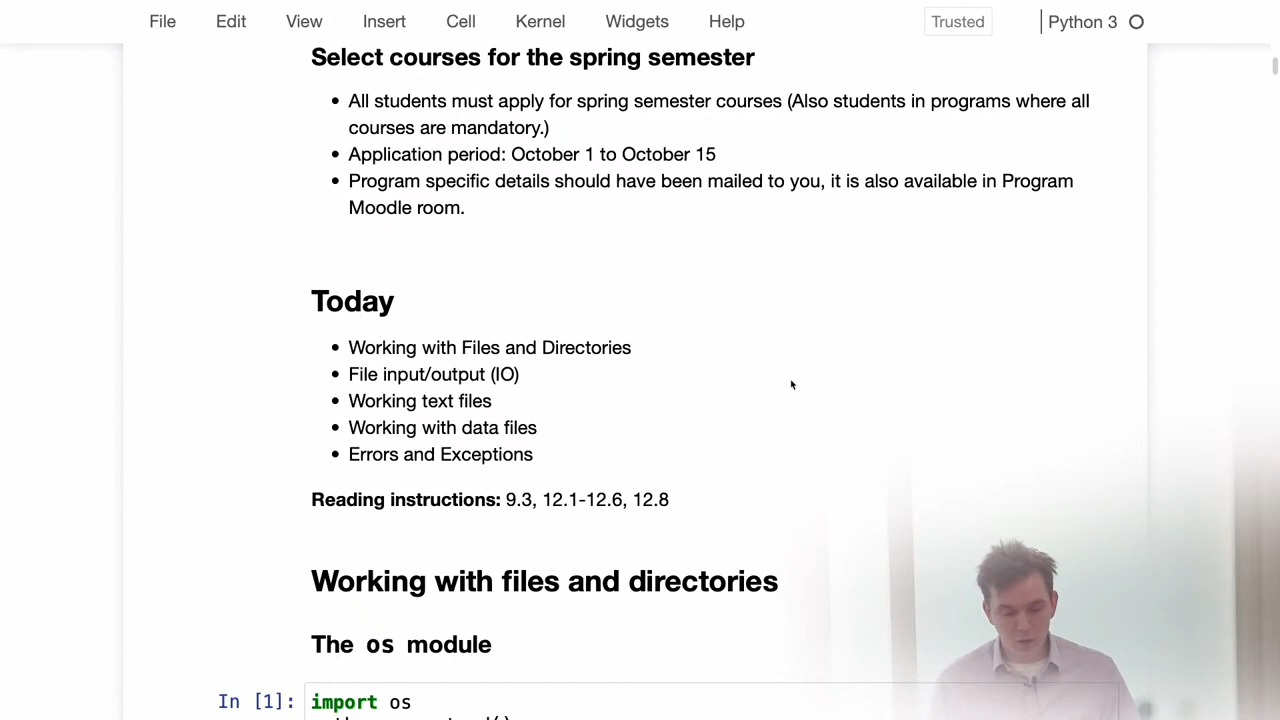 File Edit View Insert Cell Kernel Widgets Help Trusted Python 3
Select courses for the spring semester
• All students must apply for spring semester courses (Also students in programs where all
courses are mandatory.)
• Application period: October 1 to October 15
• Program specific details should have been mailed to you, it is also available in Program
Moodle room.
Today
• Working with Files and Directories
• File input/output (IO)
• Working text files
• Working with data files
• Errors and Exceptions
Reading instructions: 9.3, 12.1-12.6, 12.8
Working with files and directories
The os module
In [1]: import os